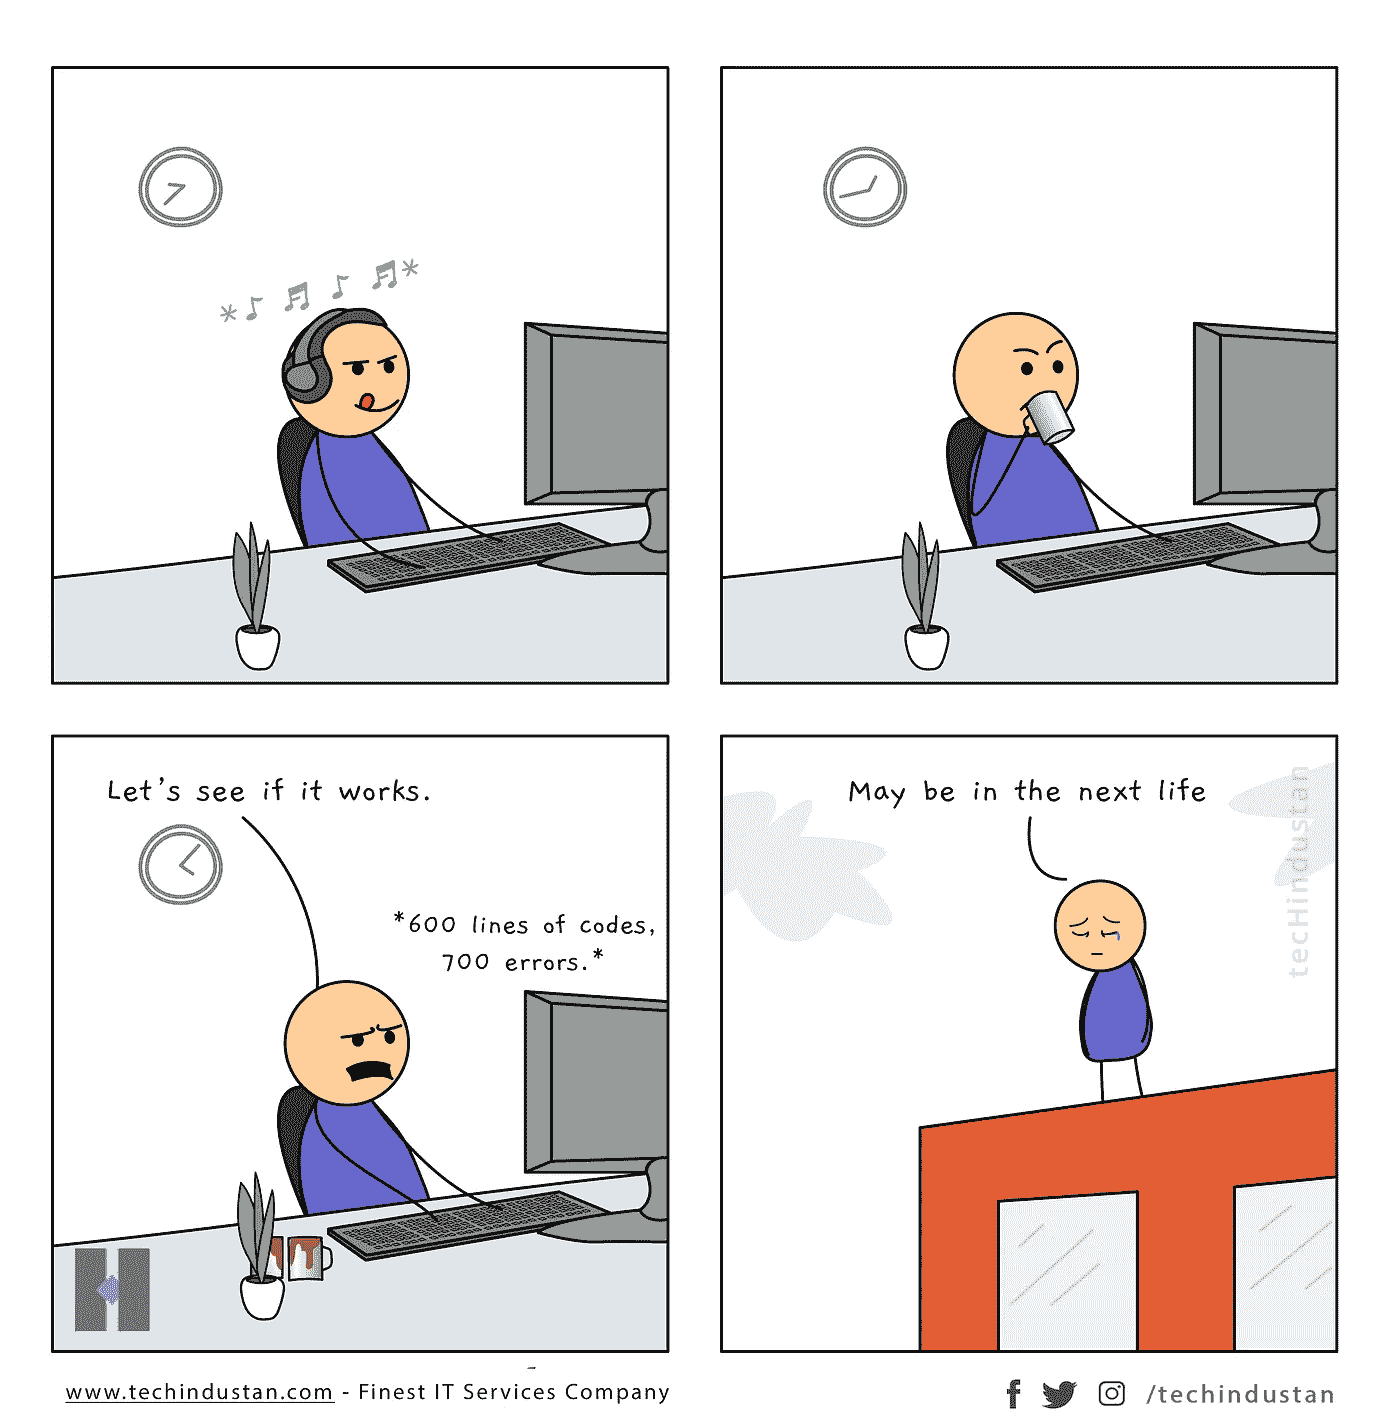 *♪ ♫ ♪ ♫*
Let's see if it works.
*600 lines of codes,
700 errors.*
May be in the next life
tecHindustan
H
www.techindustan.com - Finest IT Services Company
/techindustan